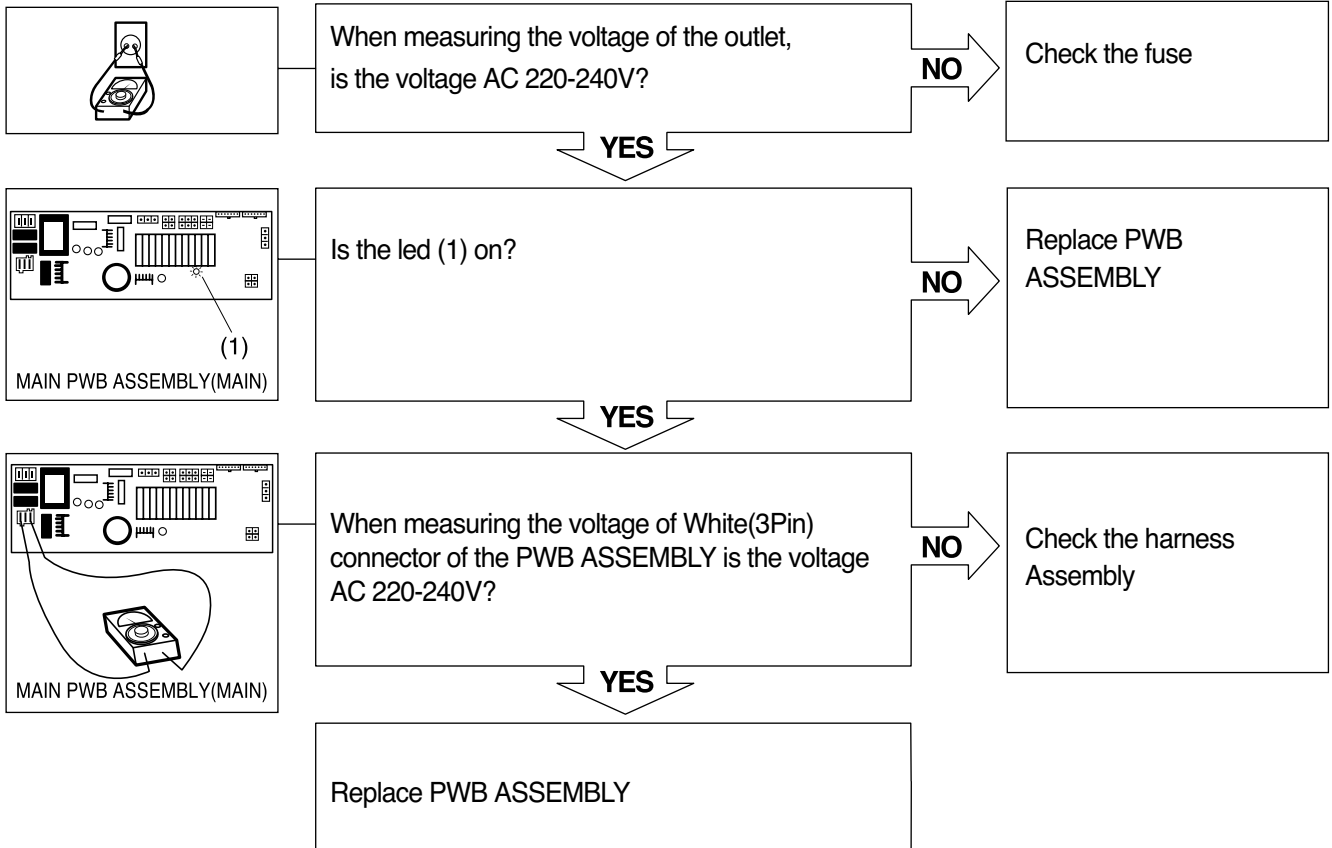 When measuring the voltage of the outlet,
is the voltage AC 220-240V?
NO
Check the fuse
YES
(1)
MAIN PWB ASSEMBLY(MAIN)
Is the led (1) on?
NO
Replace PWB
ASSEMBLY
YES
MAIN PWB ASSEMBLY(MAIN)
When measuring the voltage of White(3Pin)
connector of the PWB ASSEMBLY is the voltage
AC 220-240V?
NO
Check the harness
Assembly
YES
Replace PWB ASSEMBLY